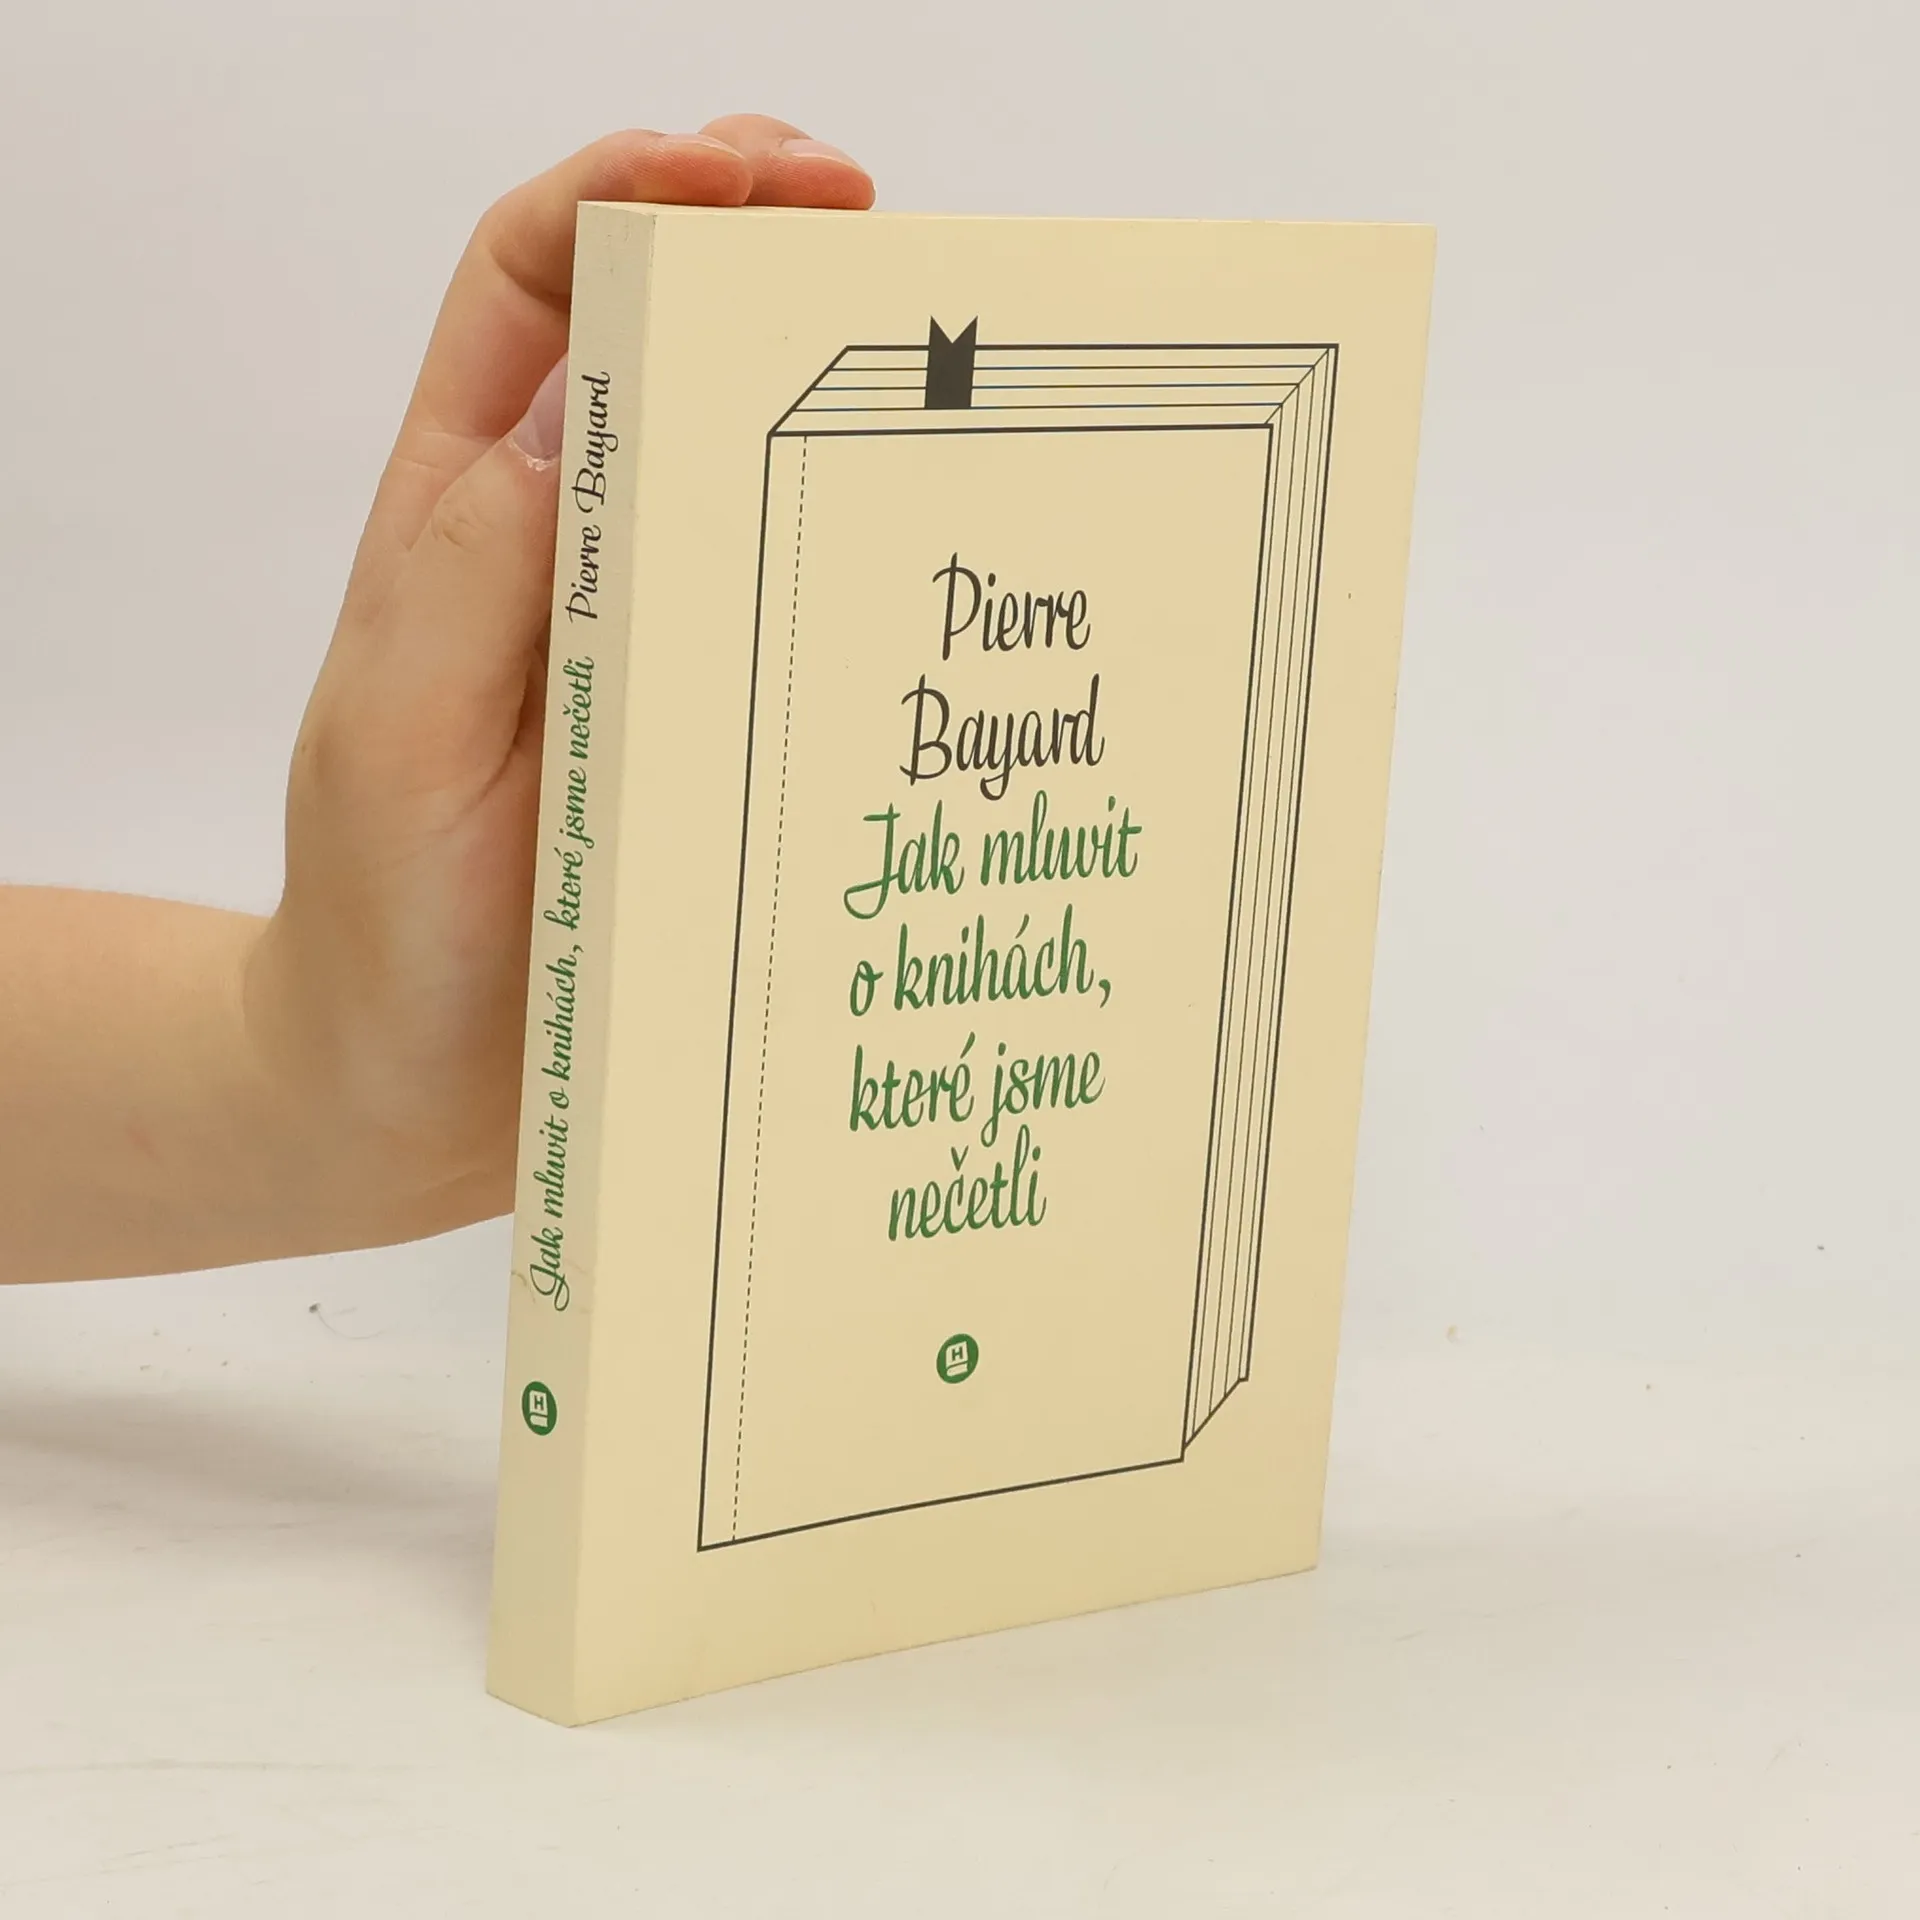 Pierre
Bayard
Jak mluvit
o knihách,
které jsme
nečetli
H
Jak mluvit o knihách, které jsme nečetli Pierre Bayard
H